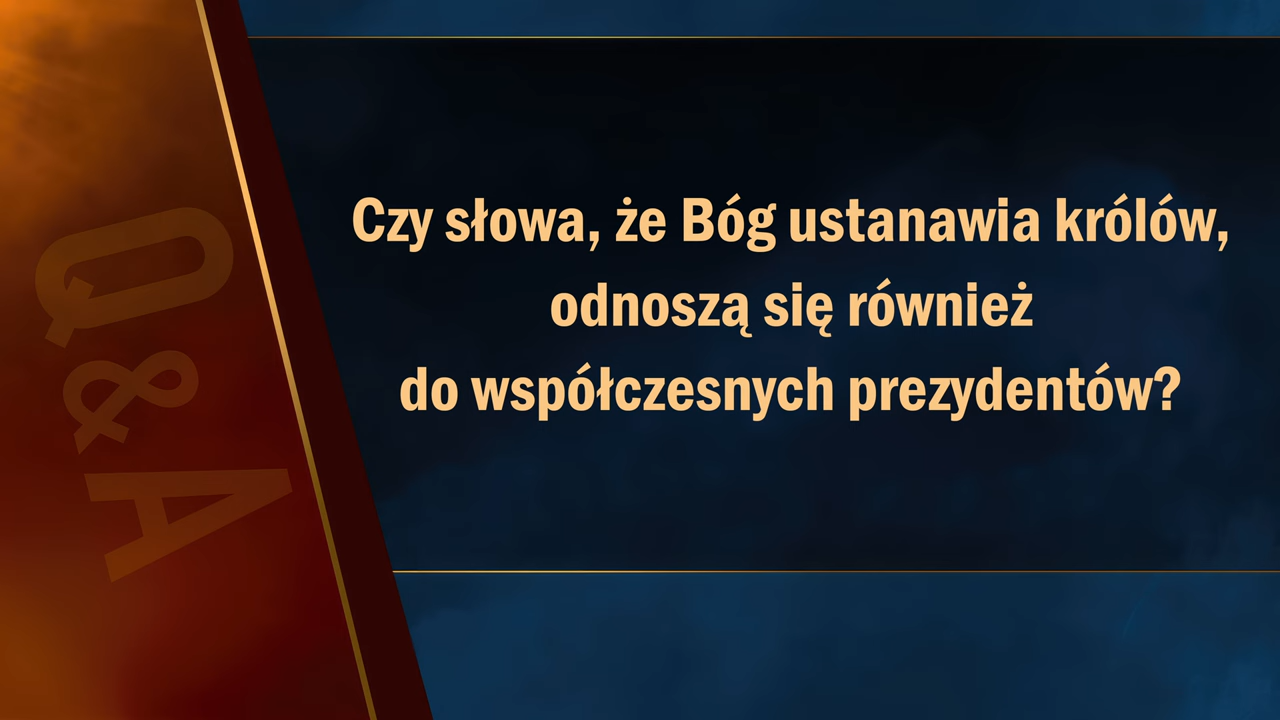 Czy słowa, że Bóg ustanawia królów,
odnoszą się również
do współczesnych prezydentów?
Q&A